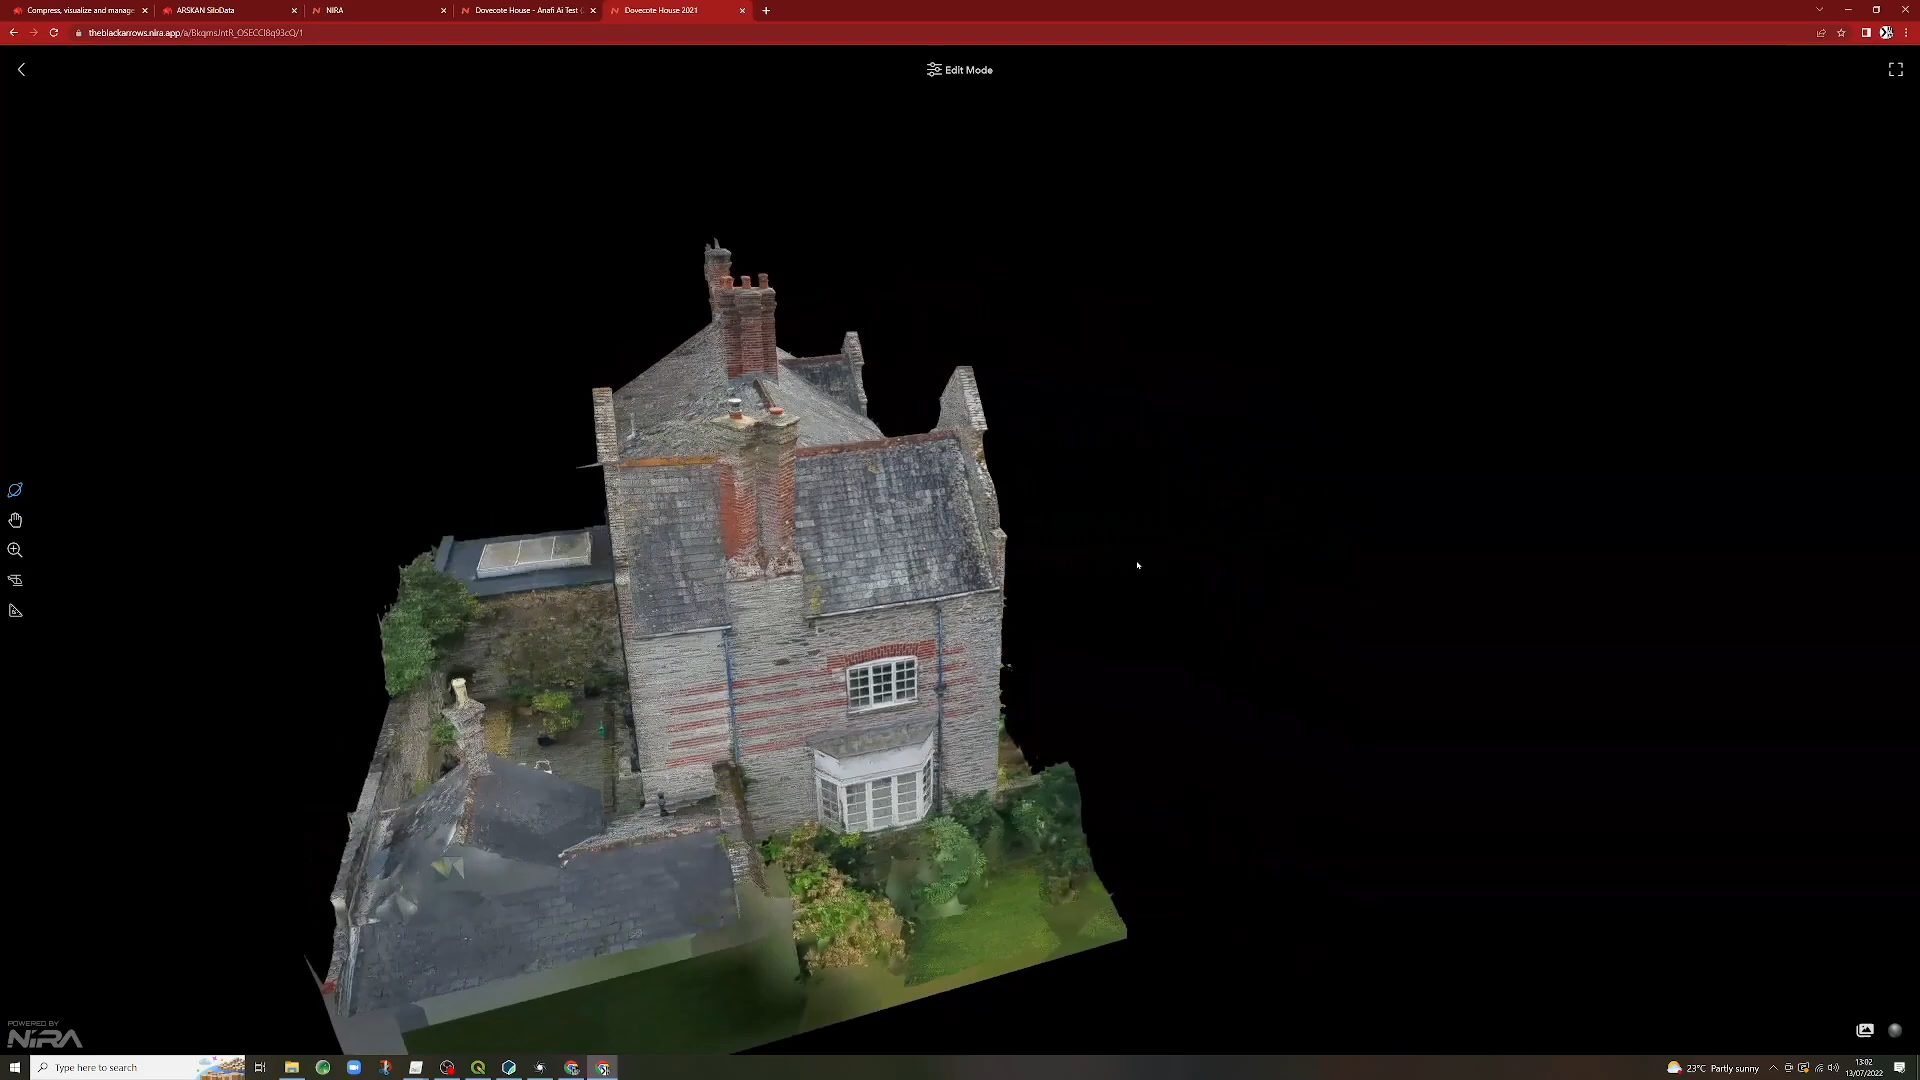 Compress, visualize and manage
ARSKAN SiloData
NIRA
Dovecote House - Anafi Ai Test (
Dovecote House 2021
theblackarrows.nira.app/a/BkqmsJntR_OSECCl8q93cQ/1
Edit Mode
POWERED BY
NIRA
Type here to search
23°C Partly sunny
13:02
13/07/2022